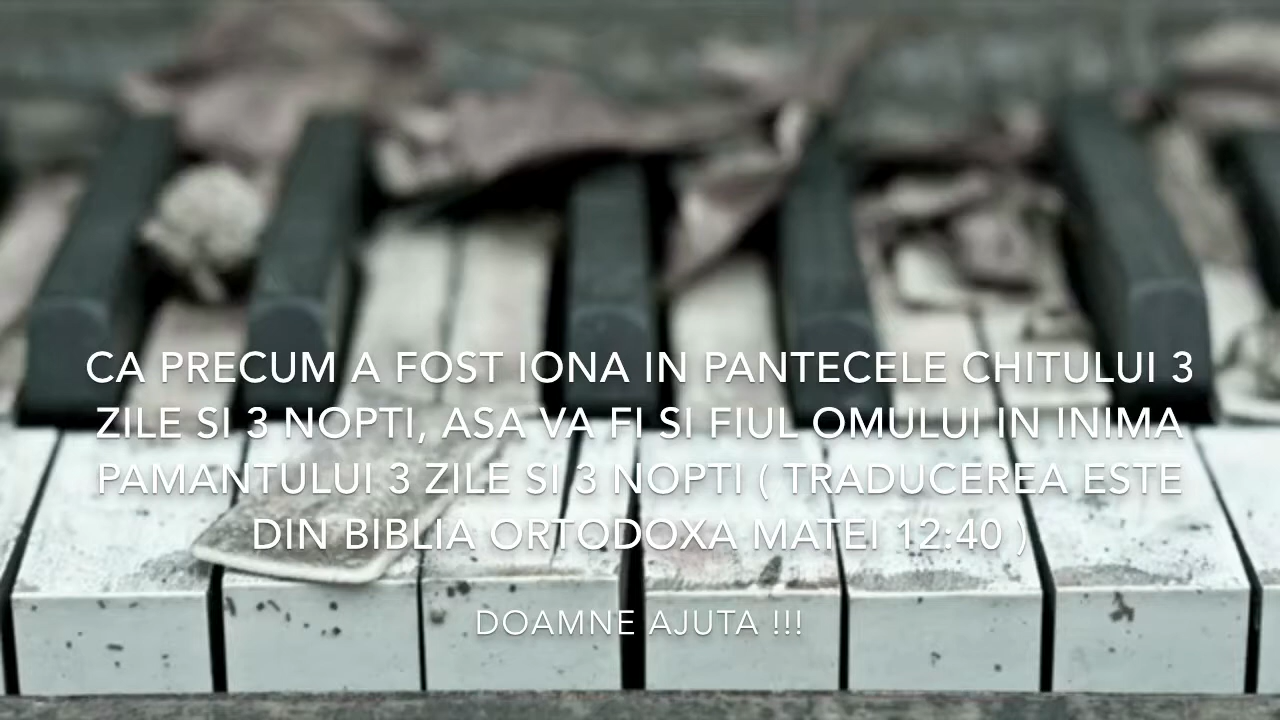 CA PRECUM A FOST IONA IN PANTECELE CHITULUI 3
ZILE SI 3 NOPTI, ASA VA FI SI FIUL OMULUI IN INIMA
PAMANTULUI 3 ZILE SI 3 NOPTI ( TRADUCEREA ESTE
DIN BIBLIA ORTODOXA MATEI 12:40 )
DOAMNE AJUTA !!!